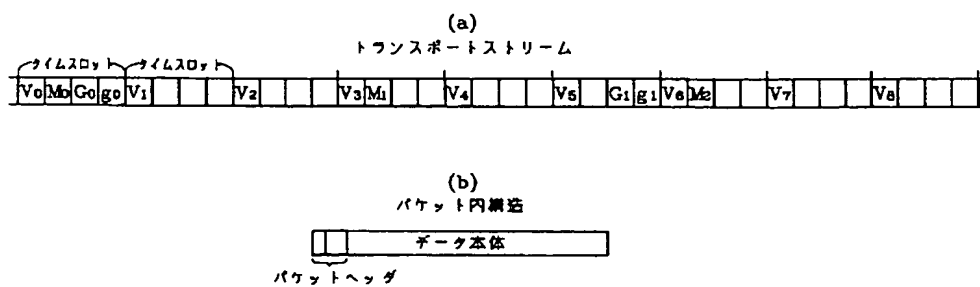 (a)
トランスポートストリーム
タイムスロット タイムスロット
V0 M0 G0 g0 V1 V2 V3 M1 V4 V5 G1 g1 V6 M2 V7 V8
(b)
パケット内構造
データ本体
パケットヘッダ